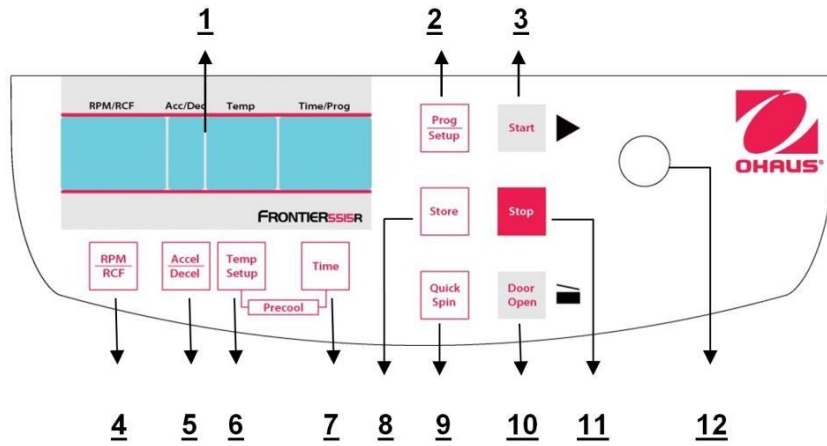 1
2
3
RPM/RCF Acc/Dec Temp Time/Prog
Prog
Setup
Start
OHAUS®
FRONTIER5515R
Store
Stop
RPM
RCF
Accel
Decel
Temp
Setup
Time
Precool
Quick
Spin
Door
Open
4
5
6
7
8
9
10
11
12